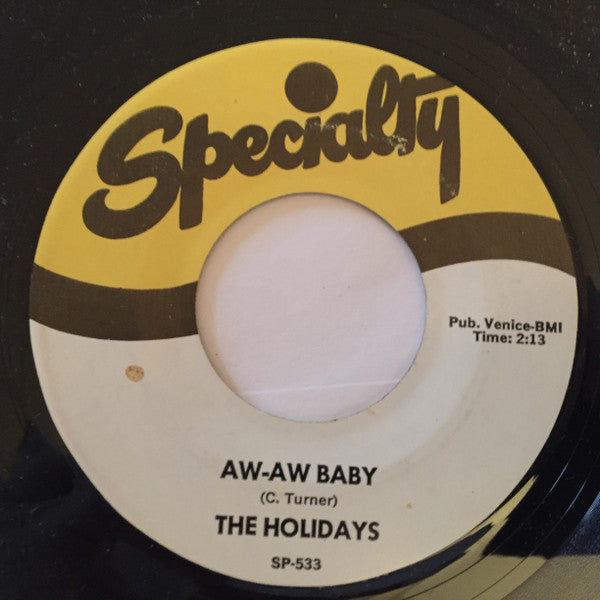 Specialty
Pub. Venice-BMI
Time: 2:13
AW-AW BABY
(C. Turner)
THE HOLIDAYS
SP-533